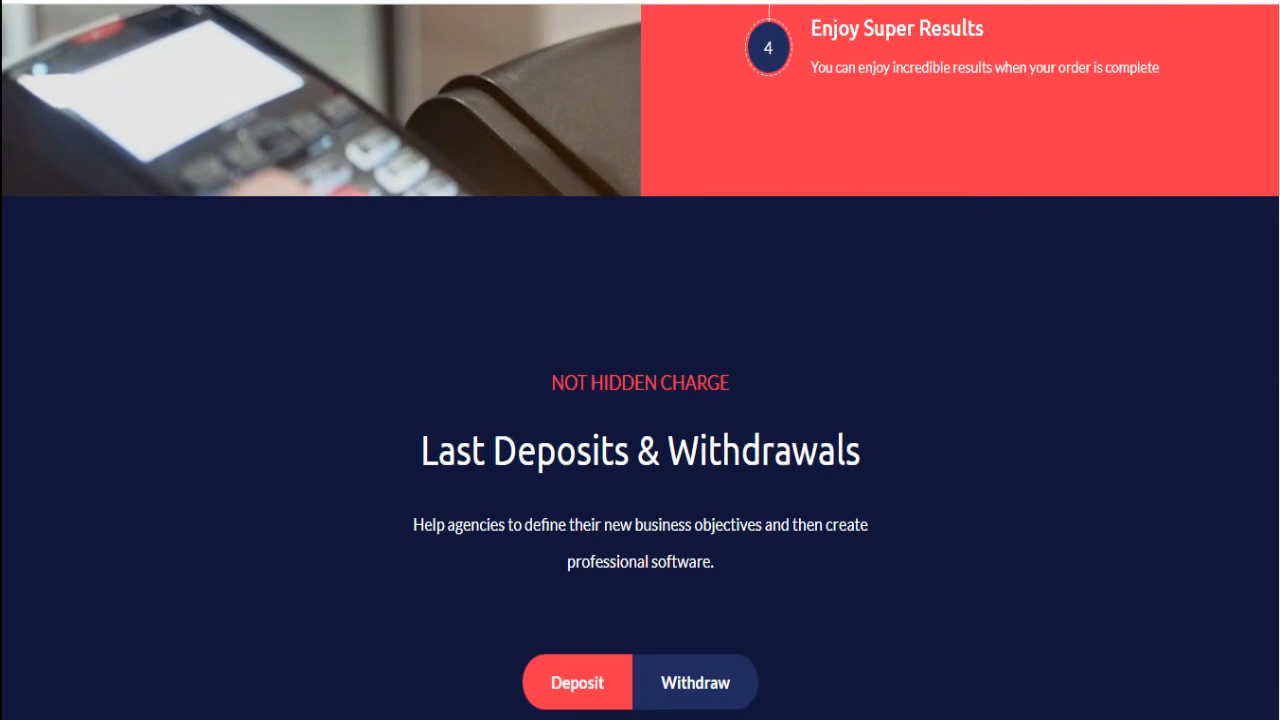 4
Enjoy Super Results
You can enjoy incredible results when your order is complete
NOT HIDDEN CHARGE
Last Deposits & Withdrawals
Help agencies to define their new business objectives and then create
professional software.
Deposit
Withdraw